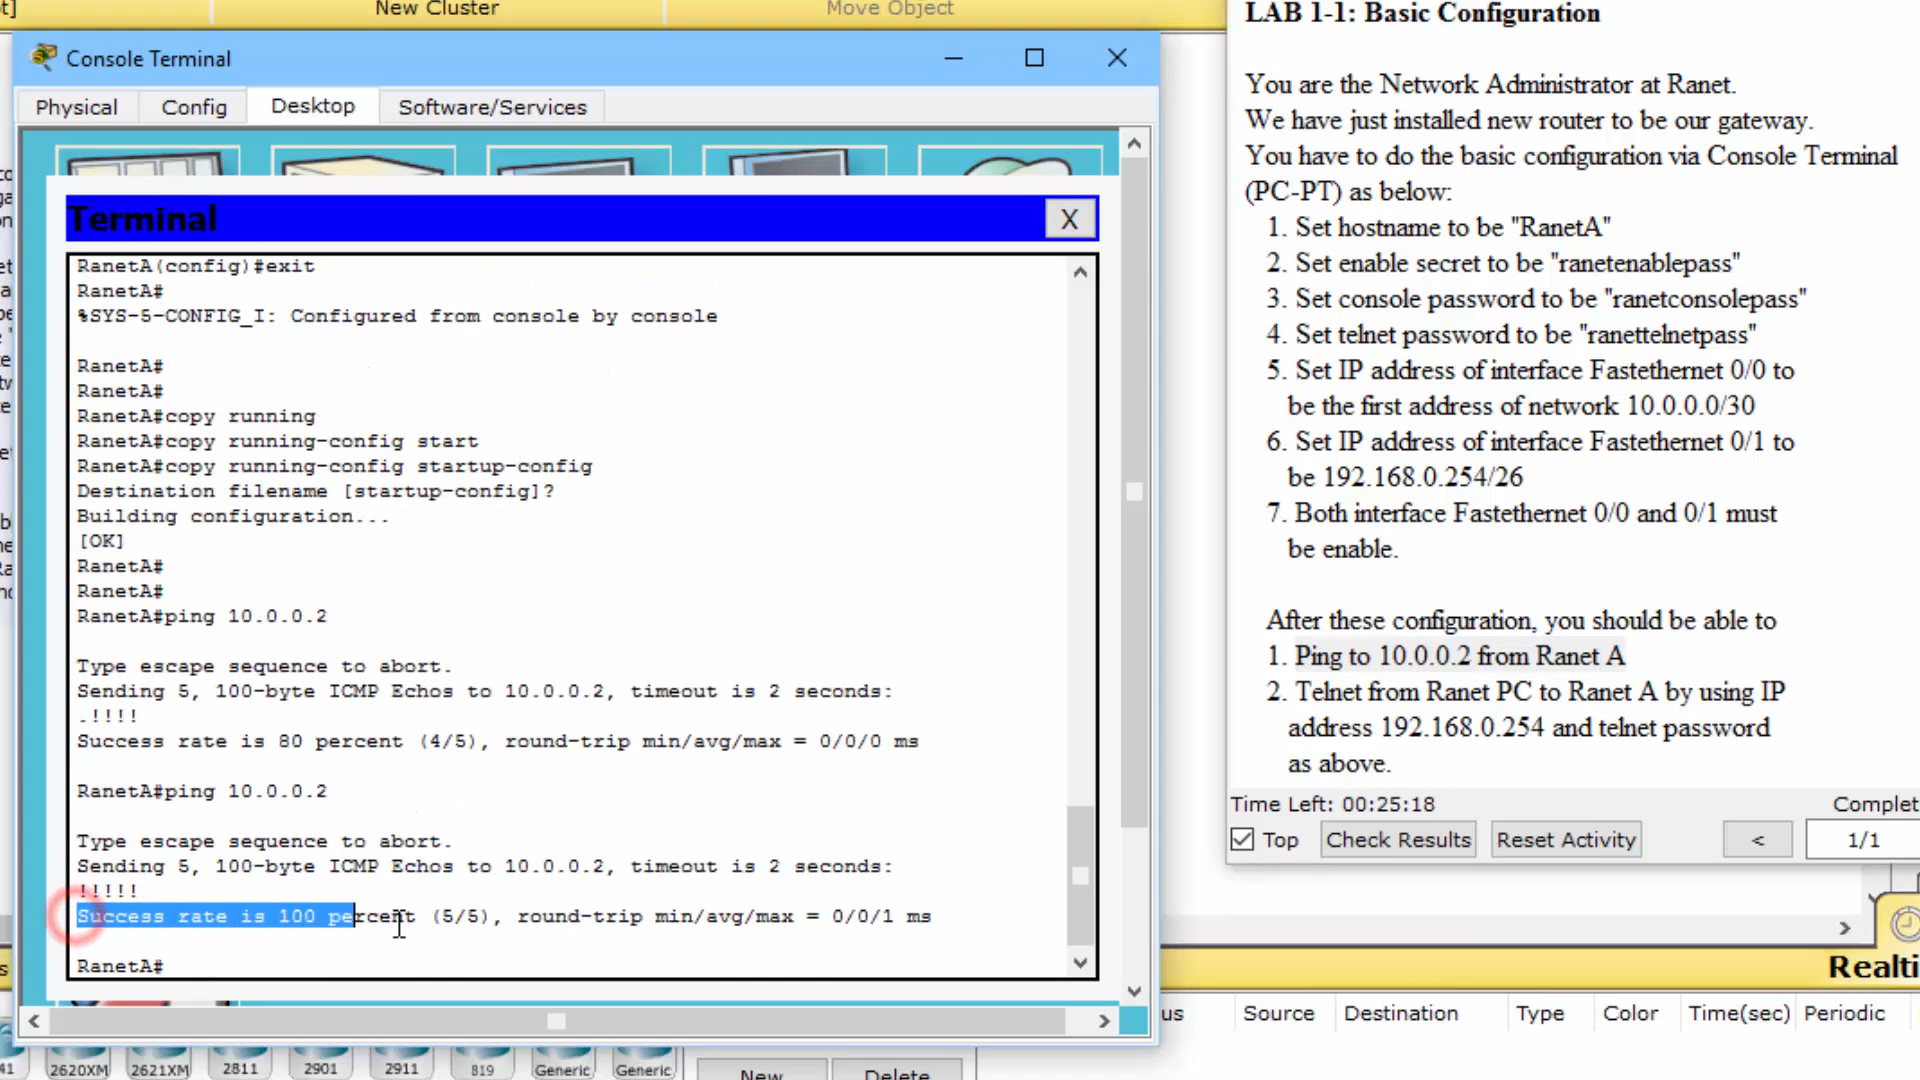 New Cluster
Move Object
Console Terminal
Physical
Config
Desktop
Software/Services
Terminal
X
RanetA(config)#exit
RanetA#
%SYS-5-CONFIG_I: Configured from console by console
RanetA#
RanetA#
RanetA#copy running
RanetA#copy running-config start
RanetA#copy running-config startup-config
Destination filename [startup-config]?
Building configuration...
[OK]
RanetA#
RanetA#
RanetA#ping 10.0.0.2
Type escape sequence to abort.
Sending 5, 100-byte ICMP Echos to 10.0.0.2, timeout is 2 seconds:
.!!!!
Success rate is 80 percent (4/5), round-trip min/avg/max = 0/0/0 ms
RanetA#ping 10.0.0.2
Type escape sequence to abort.
Sending 5, 100-byte ICMP Echos to 10.0.0.2, timeout is 2 seconds:
!!!!!
Success rate is 100 percent (5/5), round-trip min/avg/max = 0/0/1 ms
RanetA#
LAB 1-1: Basic Configuration
You are the Network Administrator at Ranet.
We have just installed new router to be our gateway.
You have to do the basic configuration via Console Terminal
(PC-PT) as below:
1. Set hostname to be "RanetA"
2. Set enable secret to be "ranetenablepass"
3. Set console password to be "ranetconsolepass"
4. Set telnet password to be "ranettelnetpass"
5. Set IP address of interface Fastethernet 0/0 to
be the first address of network 10.0.0.0/30
6. Set IP address of interface Fastethernet 0/1 to
be 192.168.0.254/26
7. Both interface Fastethernet 0/0 and 0/1 must
be enable.
After these configuration, you should be able to
1. Ping to 10.0.0.2 from Ranet A
2. Telnet from Ranet PC to Ranet A by using IP
address 192.168.0.254 and telnet password
as above.
Time Left: 00:25:18
Complet
Top
Check Results
Reset Activity
<
1/1
Realti
us
Source
Destination
Type
Color
Time(sec)
Periodic
41
2620XM
2621XM
2811
2901
2911
819
Generic
Generic
New
Delete